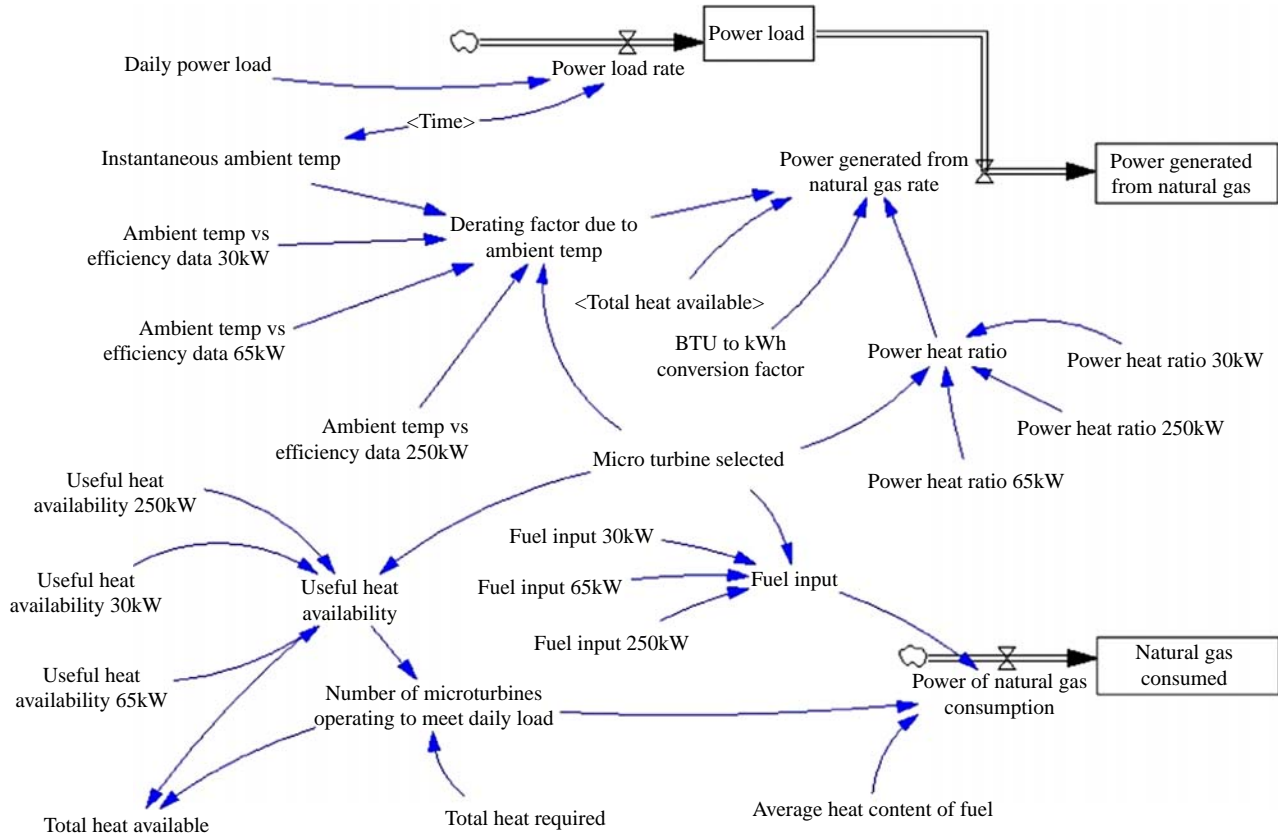 Power load
Daily power load
Power load rate
<Time>
Instantaneous ambient temp
Power generated from
natural gas rate
Power generated
from natural gas
Ambient temp vs
efficiency data 30kW
Derating factor due to
ambient temp
<Total heat available>
Ambient temp vs
efficiency data 65kW
BTU to kWh
conversion factor
Power heat ratio
Power heat ratio 30kW
Ambient temp vs
efficiency data 250kW
Micro turbine selected
Power heat ratio 250kW
Power heat ratio 65kW
Useful heat
availability 250kW
Fuel input 30kW
Useful heat
availability 30kW
Useful heat
availability
Fuel input 65kW
Fuel input
Fuel input 250kW
Useful heat
availability 65kW
Number of microturbines
operating to meet daily load
Power of natural gas
consumption
Natural gas
consumed
Total heat available
Total heat required
Average heat content of fuel